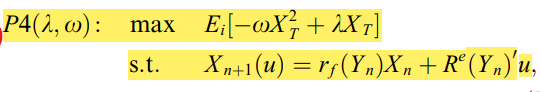 P4(λ, ω) : max E_i[−ωX_T^2 + λX_T]
s.t. X_{n+1}(u) = r_f(Y_n)X_n + R^e(Y_n)′u,